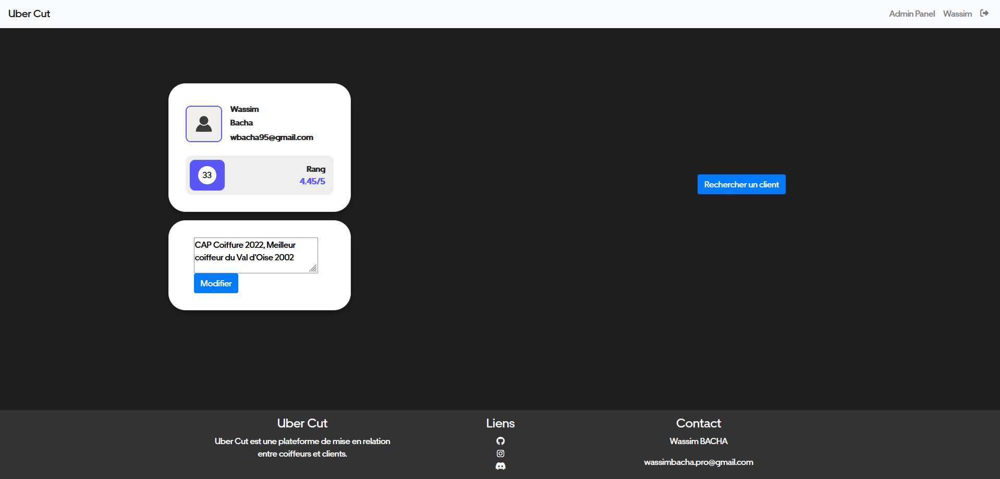 Uber Cut
Admin Panel
Wassim
Wassim
Bacha
wbacha95@gmail.com
33
Rang
4.45/5
Rechercher un client
CAP Coiffure 2022, Meilleur
coiffeur du Val d'Oise 2002
Modifier
Uber Cut
Uber Cut est une plateforme de mise en relation
entre coiffeurs et clients.
Liens
Contact
Wassim BACHA
wassimbacha.pro@gmail.com